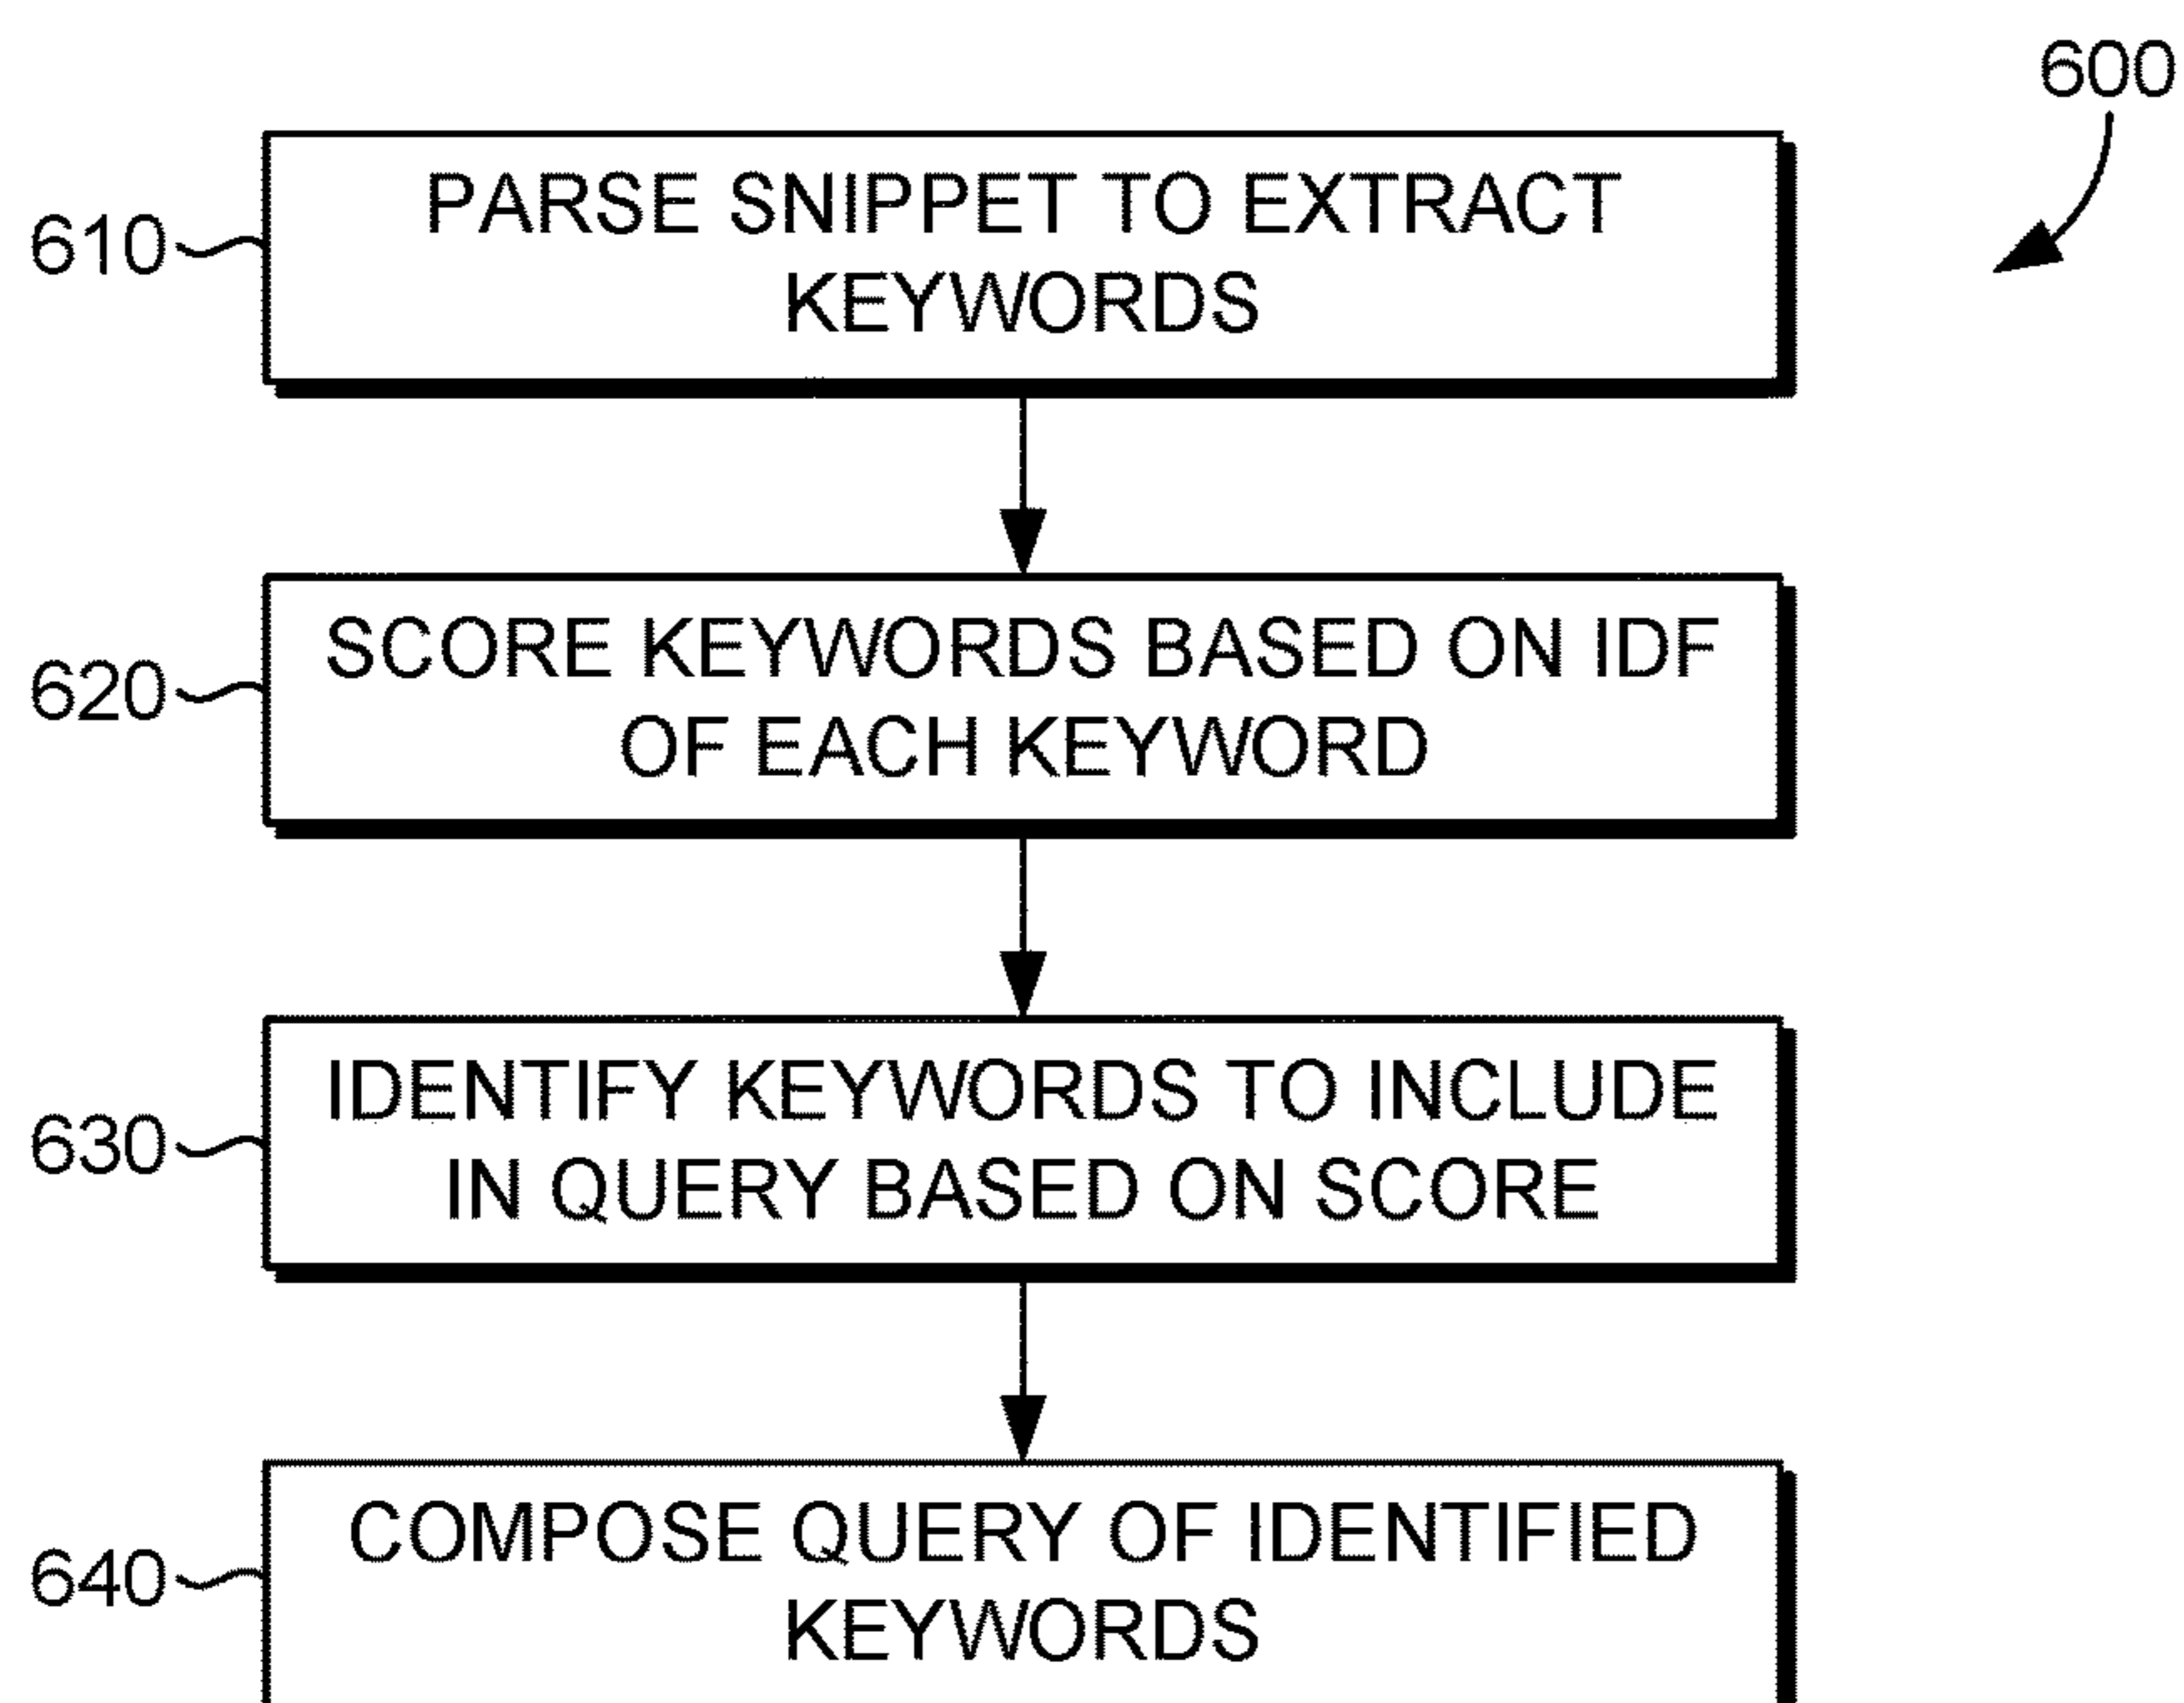 600
610
PARSE SNIPPET TO EXTRACT
KEYWORDS
620
SCORE KEYWORDS BASED ON IDF
OF EACH KEYWORD
630
IDENTIFY KEYWORDS TO INCLUDE
IN QUERY BASED ON SCORE
640
COMPOSE QUERY OF IDENTIFIED
KEYWORDS